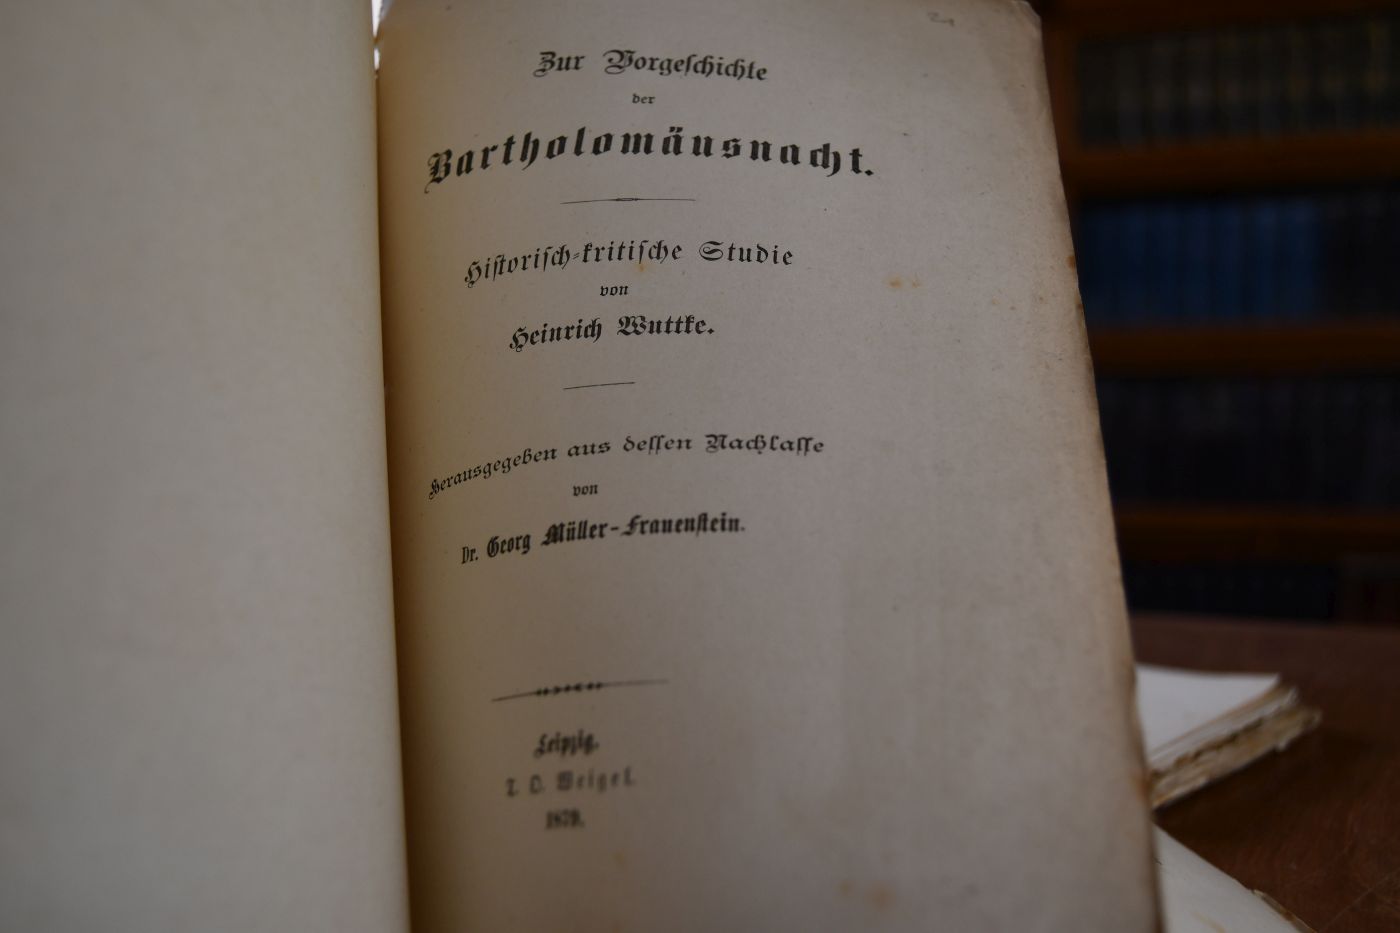 Zur Vorgeschichte
der
Bartholomäusnacht.
Historisch-kritische Studie
von
Heinrich Wuttke.
Herausgegeben aus dessen Nachlasse
von
Dr. Georg Müller-Frauenstein.
Leipzig,
T. O. Weigel.
1879.